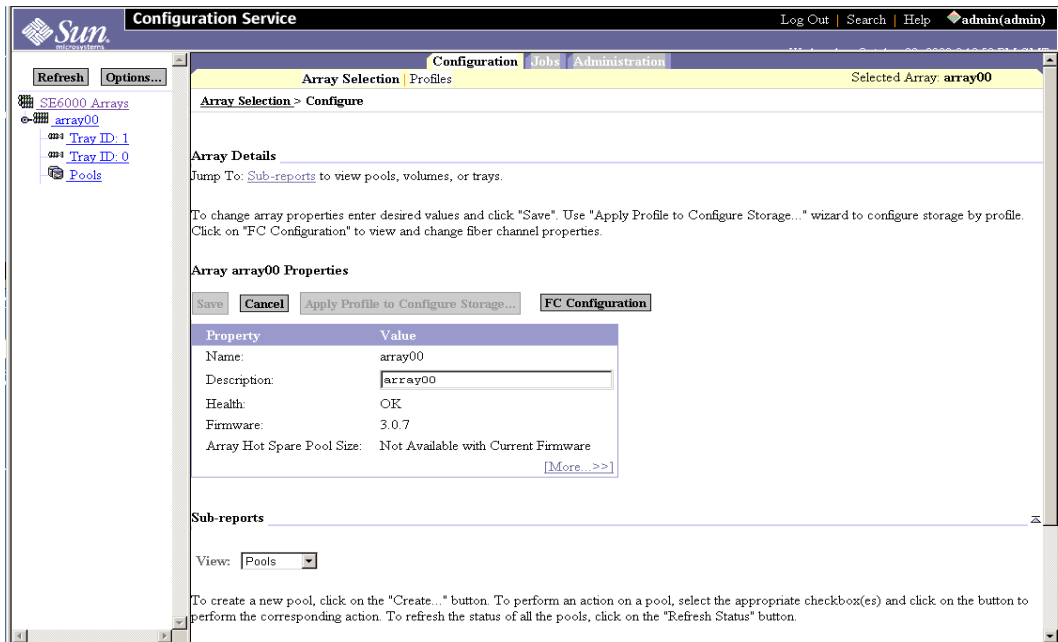 Sun
microsystems
Configuration Service
Log Out | Search | Help admin(admin)
Refresh Options...
SE6000 Arrays
array00
Tray ID: 1
Tray ID: 0
Pools
Configuration Jobs Administration
Array Selection | Profiles Selected Array: array00
Array Selection > Configure
Array Details
Jump To: Sub-reports to view pools, volumes, or trays.
To change array properties enter desired values and click "Save". Use "Apply Profile to Configure Storage..." wizard to configure storage by profile.
Click on "FC Configuration" to view and change fiber channel properties.
Array array00 Properties
Save Cancel Apply Profile to Configure Storage... FC Configuration
Property Value
Name: array00
Description: array00
Health: OK
Firmware: 3.0.7
Array Hot Spare Pool Size: Not Available with Current Firmware
[More...>>]
Sub-reports
View: Pools
To create a new pool, click on the "Create..." button. To perform an action on a pool, select the appropriate checkbox(es) and click on the button to
perform the corresponding action. To refresh the status of all the pools, click on the "Refresh Status" button.